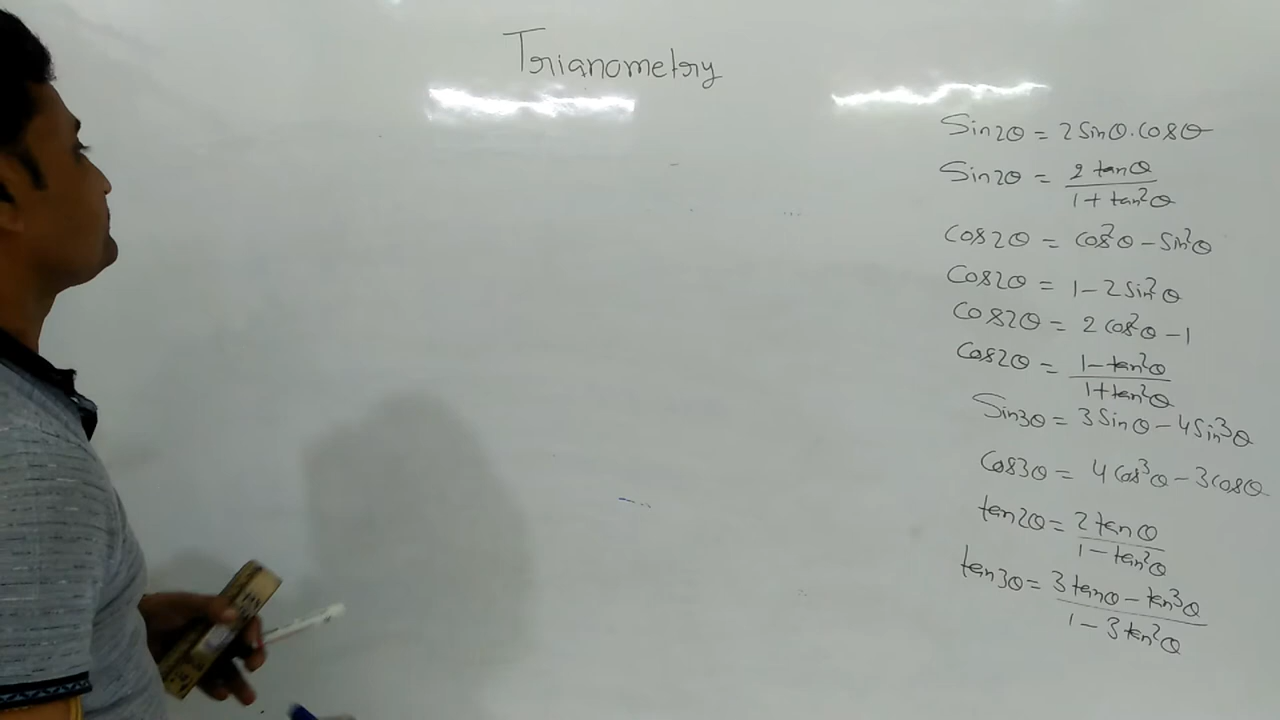 Trianometry
Sin2θ = 2Sinθ.Cosθ
Sin2θ = 2tanθ / 1+tan²θ
Cos2θ = Cos²θ - Sin²θ
Cos2θ = 1-2Sin²θ
Cos2θ = 2Cos²θ-1
Cos2θ = 1-tan²θ / 1+tan²θ
Sin3θ = 3Sinθ-4Sin³θ
Cos3θ = 4Cos³θ-3Cosθ
tan2θ = 2tanθ / 1-tan²θ
tan3θ = 3tanθ-tan³θ / 1-3tan²θ